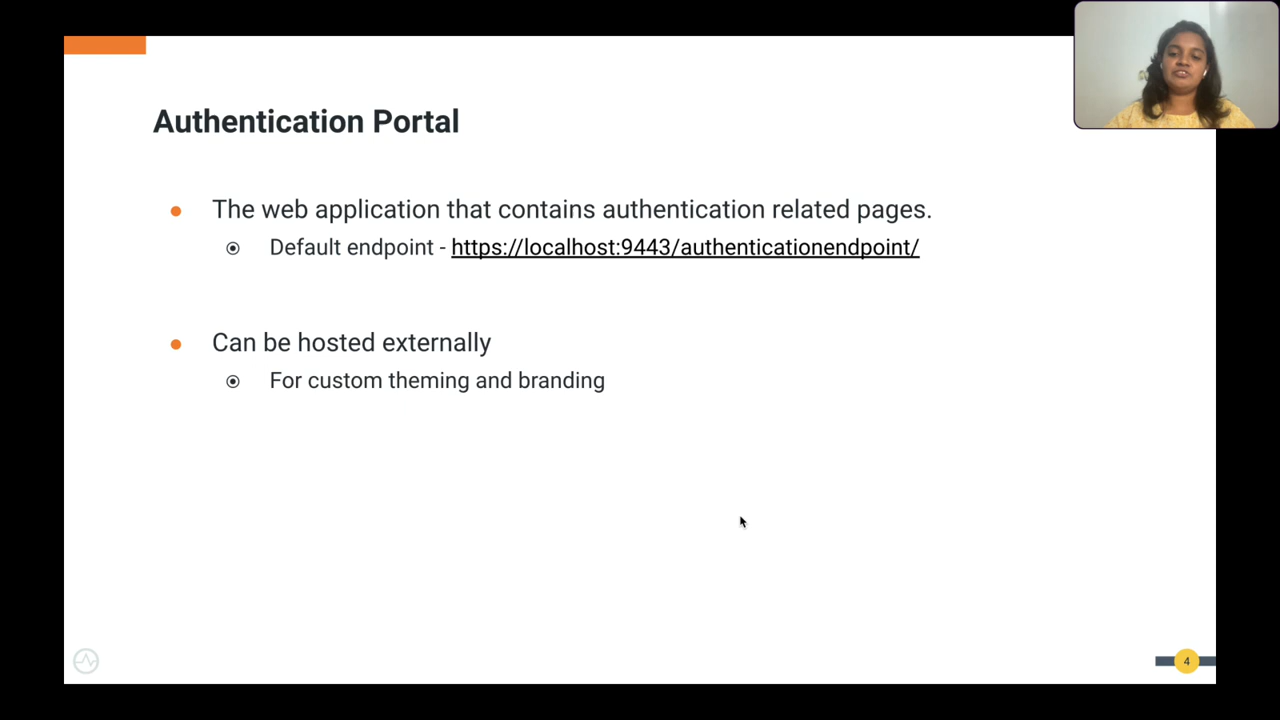 Authentication Portal
The web application that contains authentication related pages.
Default endpoint - https://localhost:9443/authenticationendpoint/
Can be hosted externally
For custom theming and branding
4